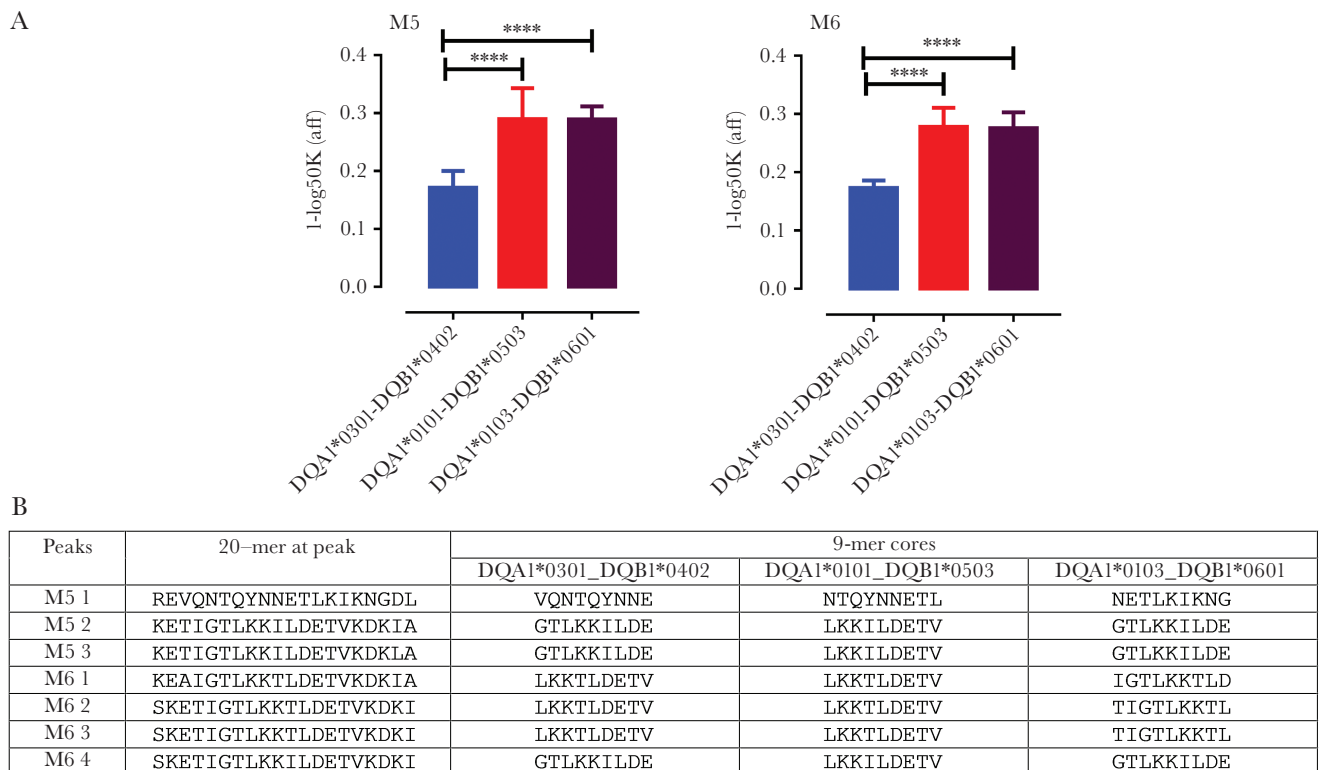 A
M5
M6
****
****
****
****
1-log50K (aff)
0.4
0.3
0.2
0.1
0.0
DQA1*0301-DQB1*0402
DQA1*0101-DQB1*0503
DQA1*0103-DQB1*0601
1-log50K (aff)
0.4
0.3
0.2
0.1
0.0
DQA1*0301-DQB1*0402
DQA1*0101-DQB1*0503
DQA1*0103-DQB1*0601
B
Peaks 20–mer at peak 9-mer cores
DQA1*0301_DQB1*0402 DQA1*0101_DQB1*0503 DQA1*0103_DQB1*0601
M5 1 REVQNTQYNNETLKIKNGDL VQNTQYNNE NTQYNNETL NETLKIKNG
M5 2 KETIGTLKKILDETVKDKIA GTLKKILDE LKKILDETV GTLKKILDE
M5 3 KETIGTLKKILDETVKDKLA GTLKKILDE LKKILDETV GTLKKILDE
M6 1 KEAIGTLKKTLDETVKDKIA LKKTLDETV LKKTLDETV IGTLKKTLD
M6 2 SKETIGTLKKTLDETVKDKI LKKTLDETV LKKTLDETV TIGTLKKTL
M6 3 SKETIGTLKKTLDETVKDKI LKKTLDETV LKKTLDETV TIGTLKKTL
M6 4 SKETIGTLKKILDETVKDKI GTLKKILDE LKKILDETV GTLKKILDE